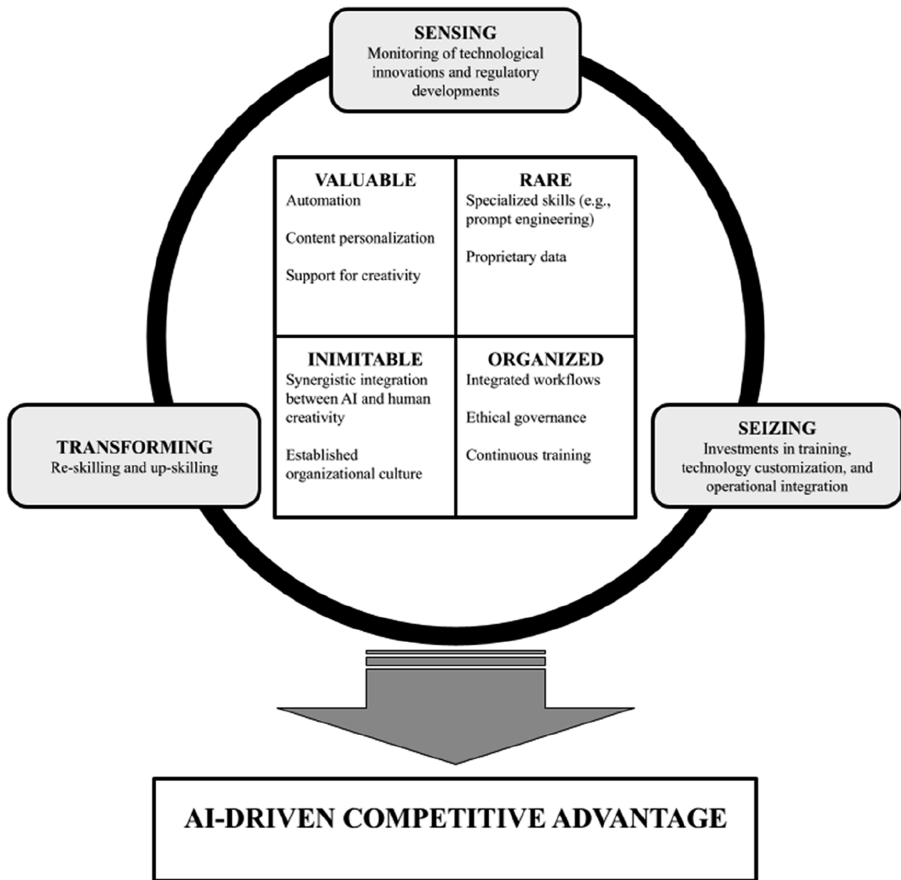 SENSING
Monitoring of technological
innovations and regulatory
developments
VALUABLE
Automation
Content personalization
Support for creativity
RARE
Specialized skills (e.g.,
prompt engineering)
Proprietary data
INIMITABLE
Synergistic integration
between AI and human
creativity
Established
organizational culture
ORGANIZED
Integrated workflows
Ethical governance
Continuous training
TRANSFORMING
Re-skilling and up-skilling
SEIZING
Investments in training,
technology customization, and
operational integration
AI-DRIVEN COMPETITIVE ADVANTAGE